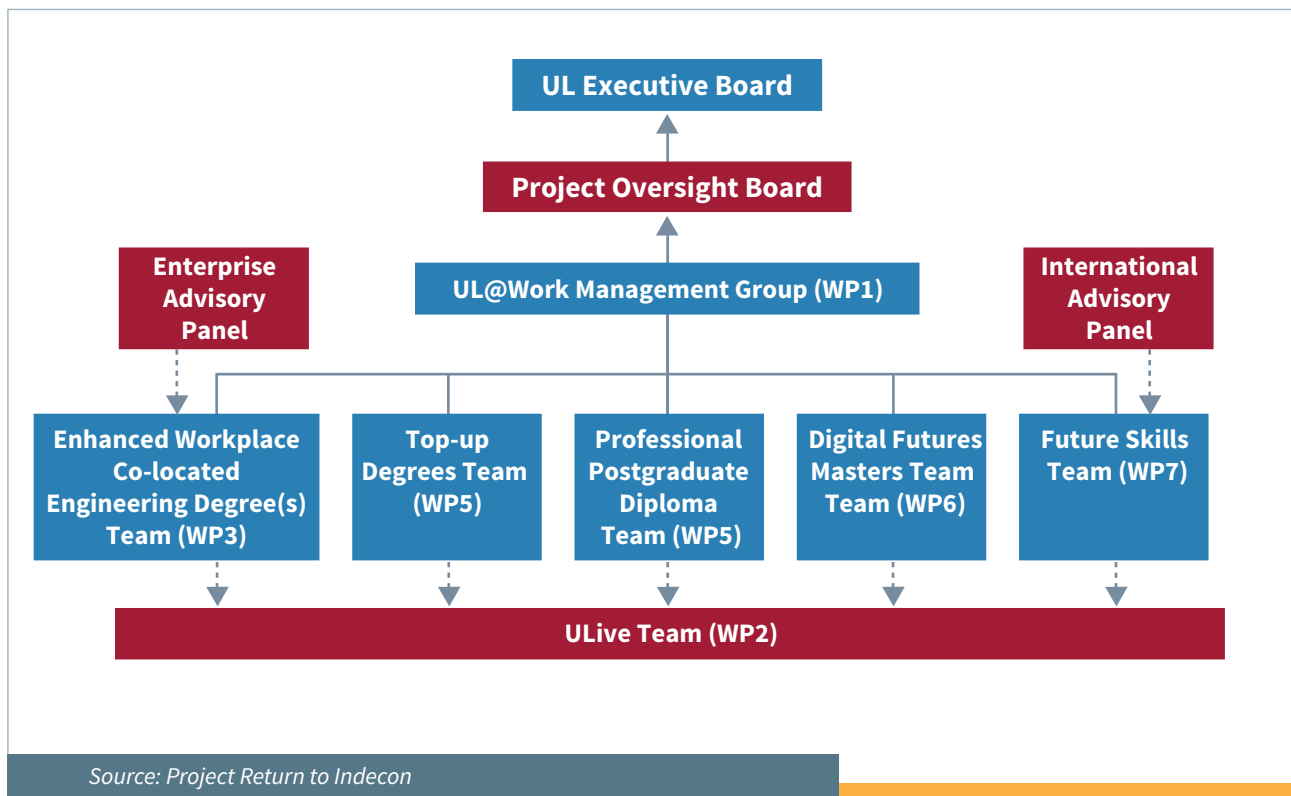 UL Executive Board
Project Oversight Board
Enterprise
Advisory
Panel
UL@Work Management Group (WP1)
International
Advisory
Panel
Enhanced Workplace
Co-located
Engineering Degree(s)
Team (WP3)
Top-up
Degrees Team
(WP5)
Professional
Postgraduate
Diploma
Team (WP5)
Digital Futures
Masters Team
Team (WP6)
Future Skills
Team (WP7)
ULive Team (WP2)
Source: Project Return to Indecon